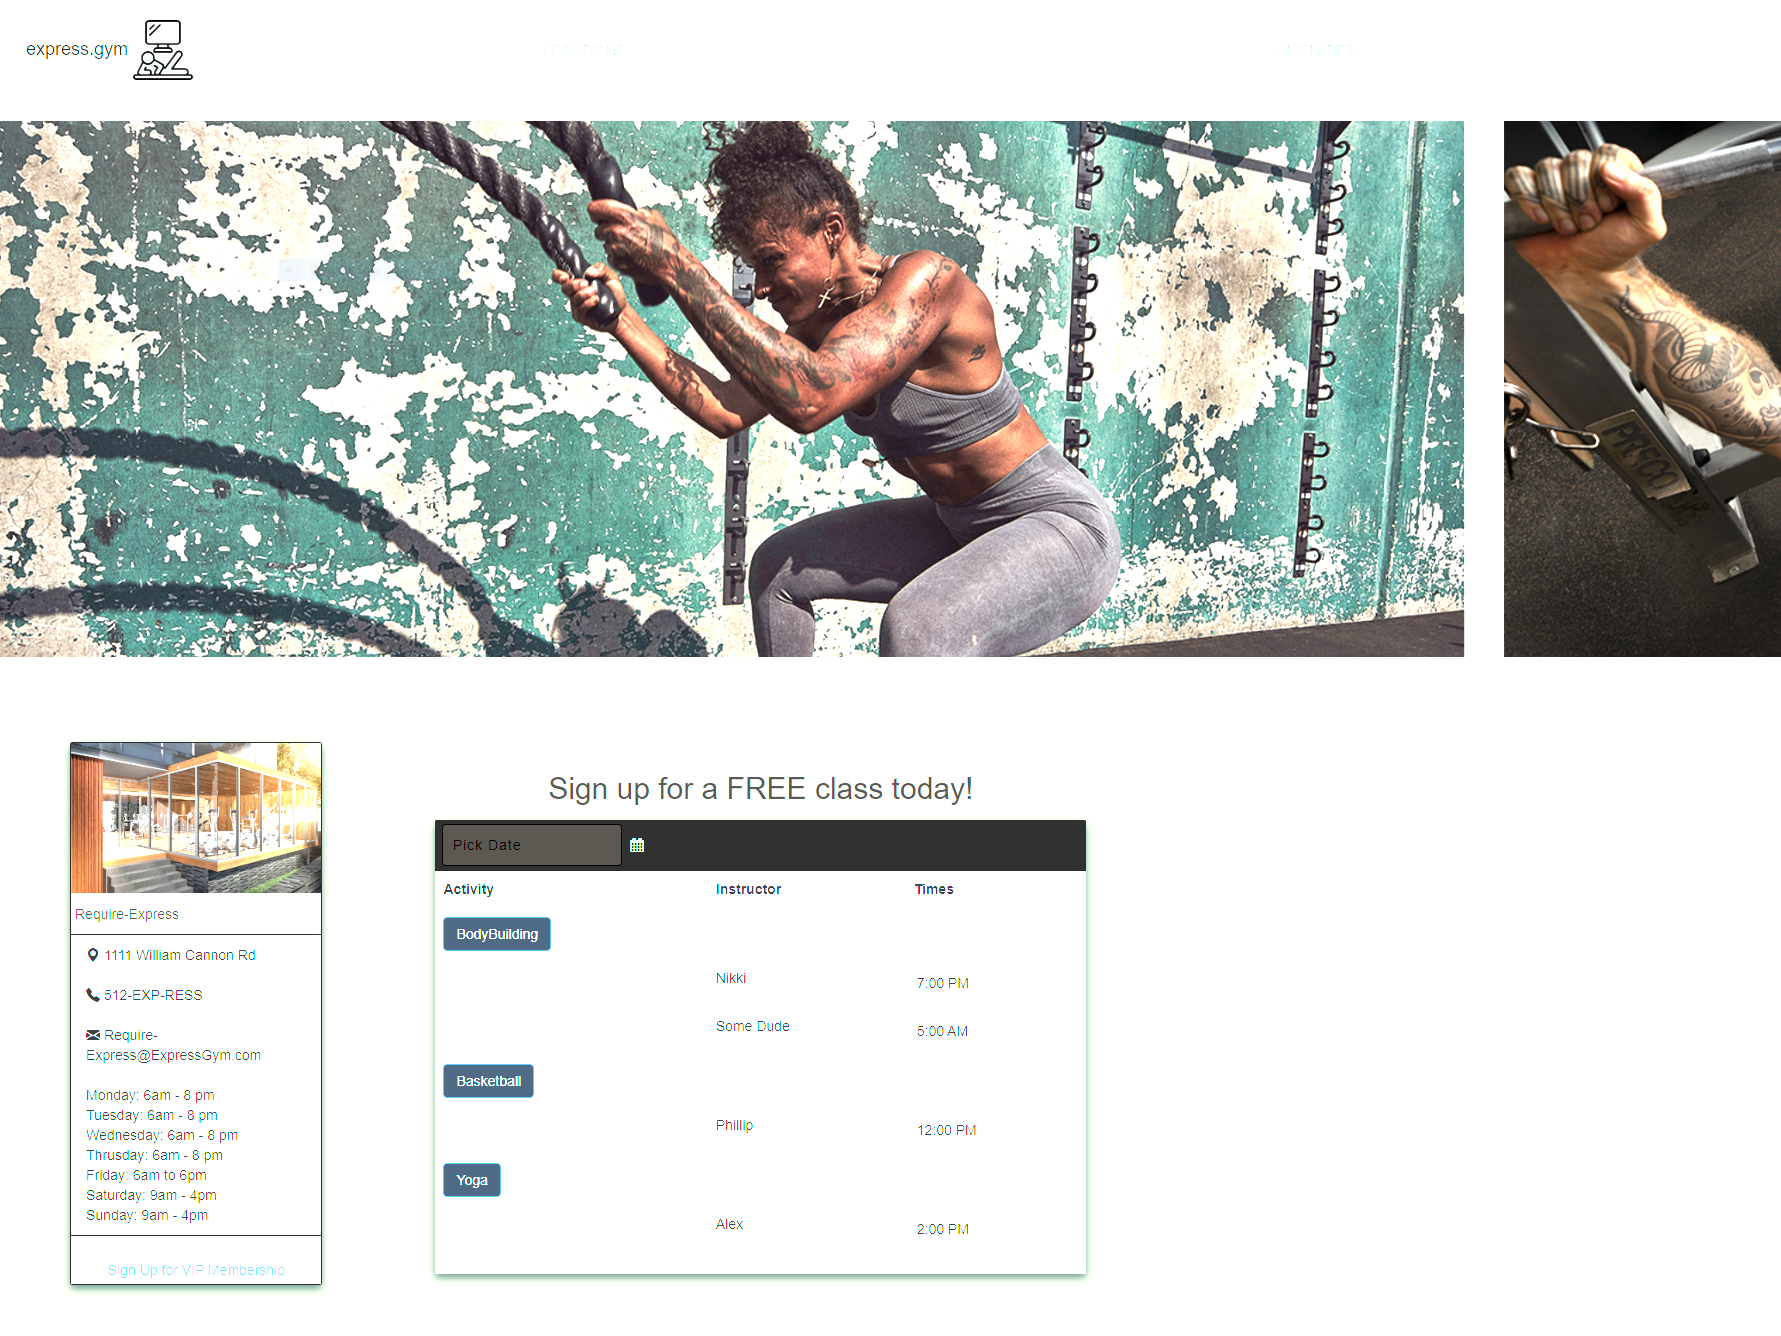 express.gym
LOCATIONS
AMENITIES
Sign up for a FREE class today!
Pick Date
Activity Instructor Times
BodyBuilding
Nikki 7:00 PM
Some Dude 5:00 AM
Basketball
Phillip 12:00 PM
Yoga
Alex 2:00 PM
Require-Express
1111 William Cannon Rd
512-EXP-RESS
Require-
Express@ExpressGym.com
Monday: 6am - 8 pm
Tuesday: 6am - 8 pm
Wednesday: 6am - 8 pm
Thrusday: 6am - 8 pm
Friday: 6am to 6pm
Saturday: 9am - 4pm
Sunday: 9am - 4pm
Sign Up for VIP Membership